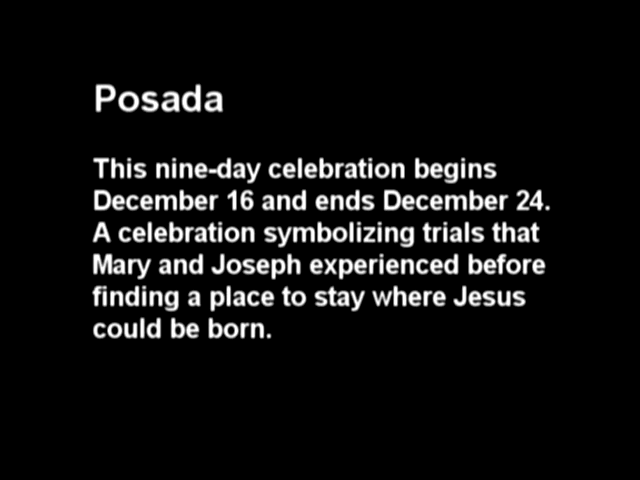 Posada
This nine-day celebration begins
December 16 and ends December 24.
A celebration symbolizing trials that
Mary and Joseph experienced before
finding a place to stay where Jesus
could be born.